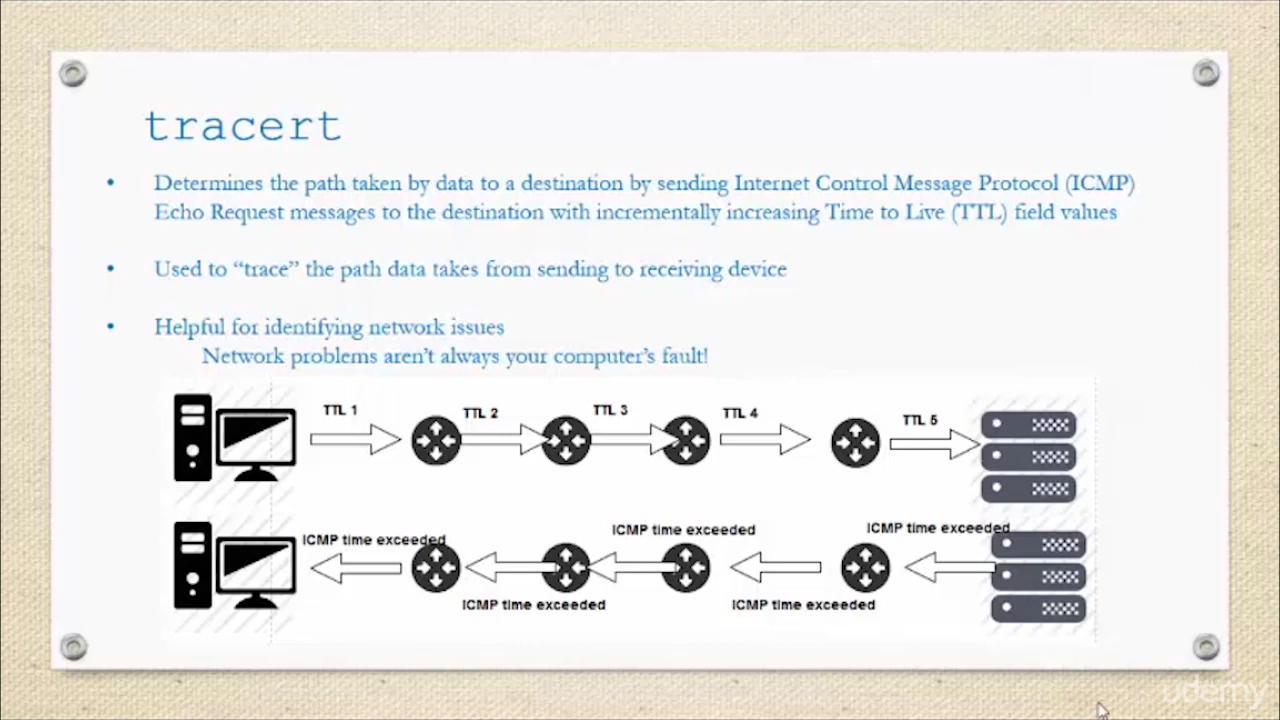 tracert
• Determines the path taken by data to a destination by sending Internet Control Message Protocol (ICMP)
Echo Request messages to the destination with incrementally increasing Time to Live (TTL) field values
• Used to “trace” the path data takes from sending to receiving device
• Helpful for identifying network issues
Network problems aren’t always your computer’s fault!
TTL 1
TTL 2
TTL 3
TTL 4
TTL 5
ICMP time exceeded
ICMP time exceeded
ICMP time exceeded
ICMP time exceeded
ICMP time exceeded
udemy